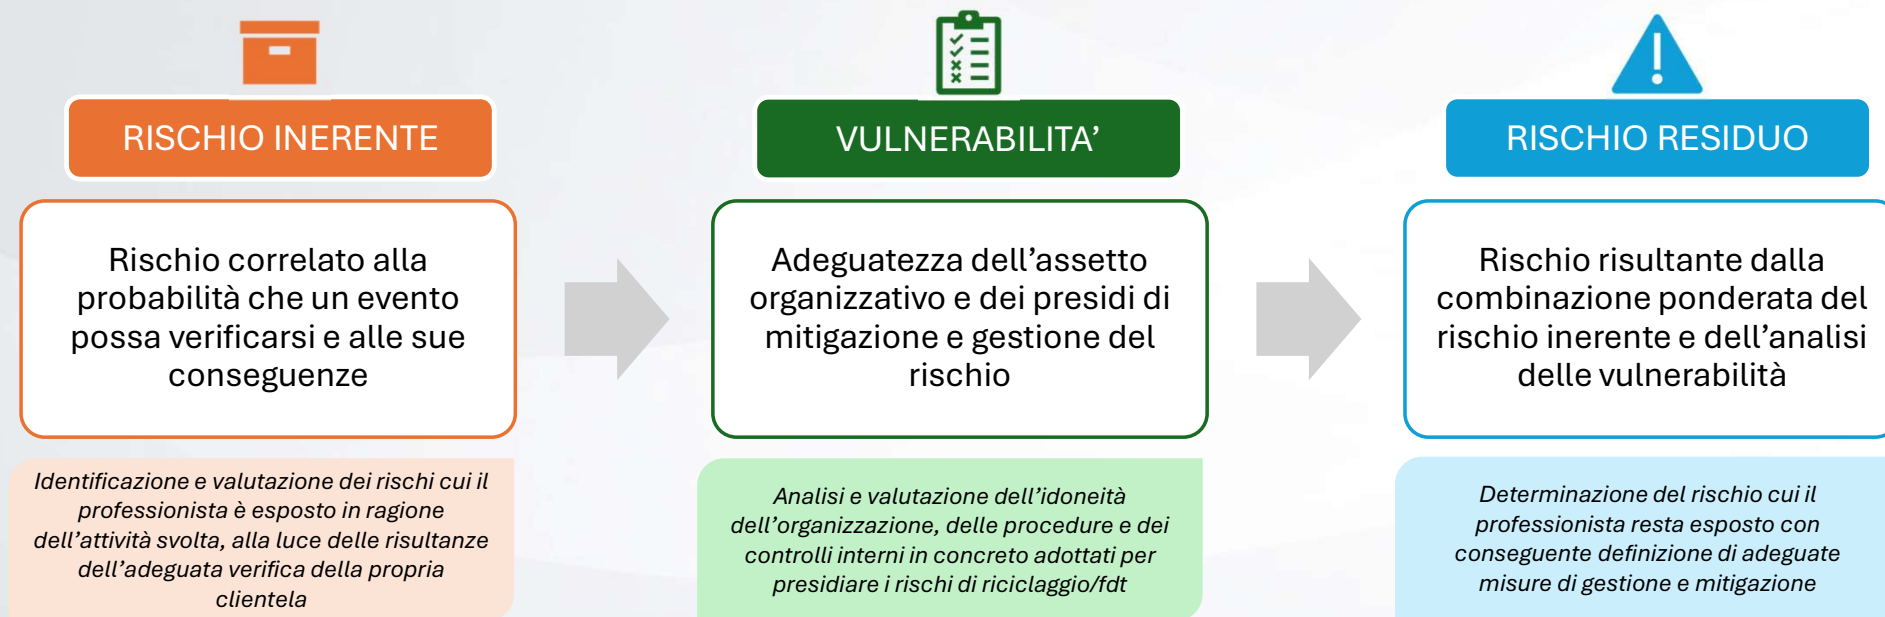 RISCHIO INERENTE
Rischio correlato alla
probabilità che un evento
possa verificarsi e alle sue
conseguenze
Identificazione e valutazione dei rischi cui il
professionista è esposto in ragione
dell’attività svolta, alla luce delle risultanze
dell’adeguata verifica della propria
clientela
VULNERABILITA’
Adeguatezza dell’assetto
organizzativo e dei presidi di
mitigazione e gestione del
rischio
Analisi e valutazione dell’idoneità
dell’organizzazione, delle procedure e dei
controlli interni in concreto adottati per
presidiare i rischi di riciclaggio/fdt
RISCHIO RESIDUO
Rischio risultante dalla
combinazione ponderata del
rischio inerente e dell’analisi
delle vulnerabilità
Determinazione del rischio cui il
professionista resta esposto con
conseguente definizione di adeguate
misure di gestione e mitigazione